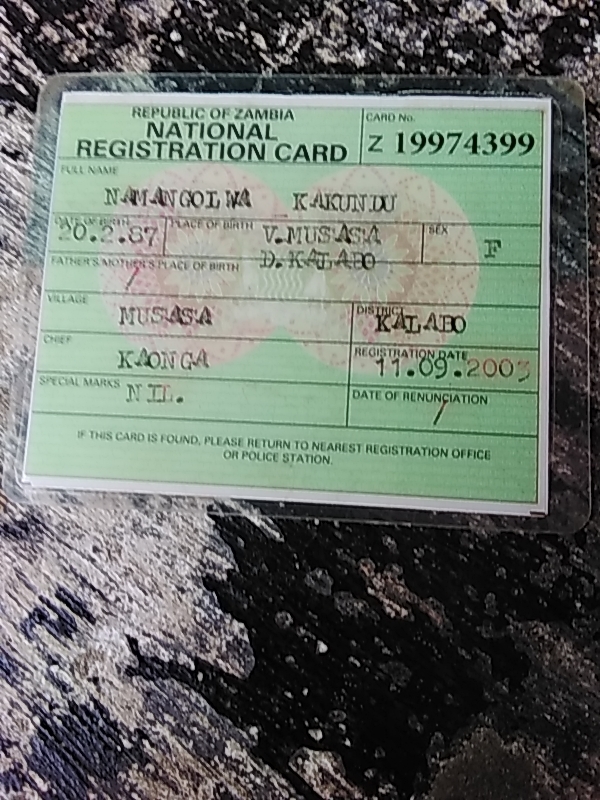 REPUBLIC OF ZAMBIA
NATIONAL
REGISTRATION CARD
CARD No.
Z 19974399
FULL NAME
NAMANGOLWA KAKUNDU
DATE OF BIRTH
20.2.87
PLACE OF BIRTH
V.MUSASA
D.KALABO
SEX
F
FATHER'S/MOTHER'S PLACE OF BIRTH
/
VILLAGE
MUSASA
DISTRICT
KALABO
CHIEF
KAONGA
REGISTRATION DATE
11.09.2003
SPECIAL MARKS
NIL.
DATE OF RENUNCIATION
/
IF THIS CARD IS FOUND, PLEASE RETURN TO NEAREST REGISTRATION OFFICE
OR POLICE STATION.